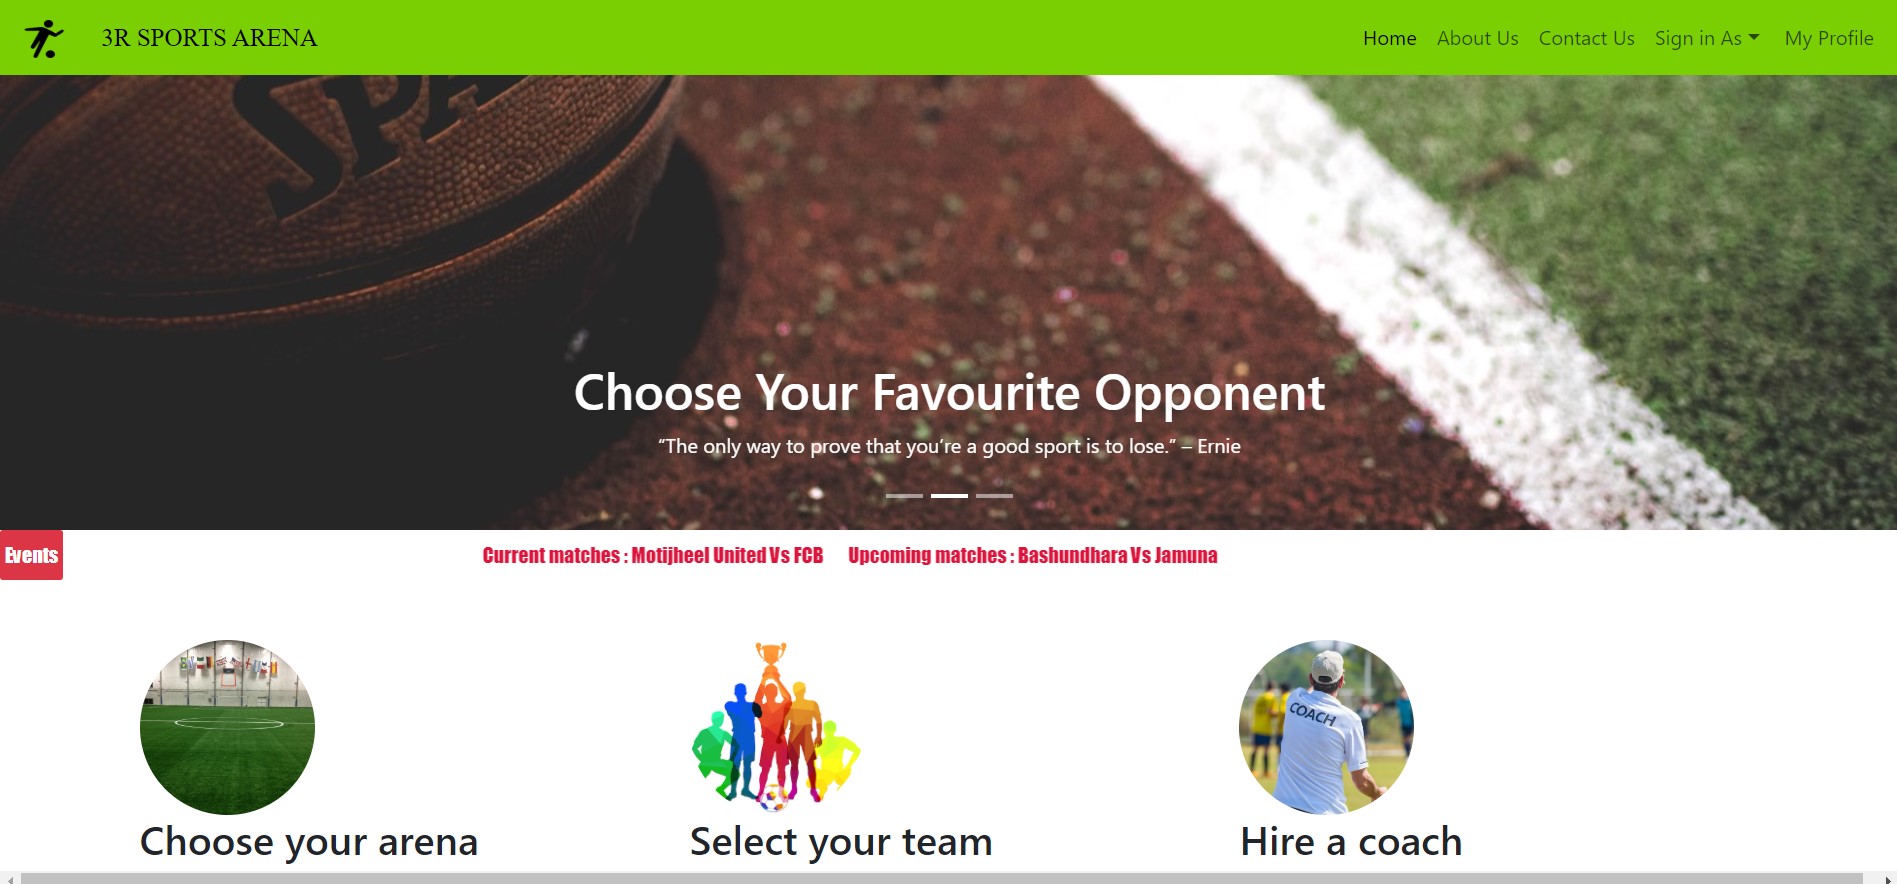 3R SPORTS ARENA
Home About Us Contact Us Sign in As My Profile
Choose Your Favourite Opponent
“The only way to prove that you’re a good sport is to lose.” – Ernie
Events
Current matches : Motijheel United Vs FCB Upcoming matches : Bashundhara Vs Jamuna
COACH
Choose your arena
Select your team
Hire a coach